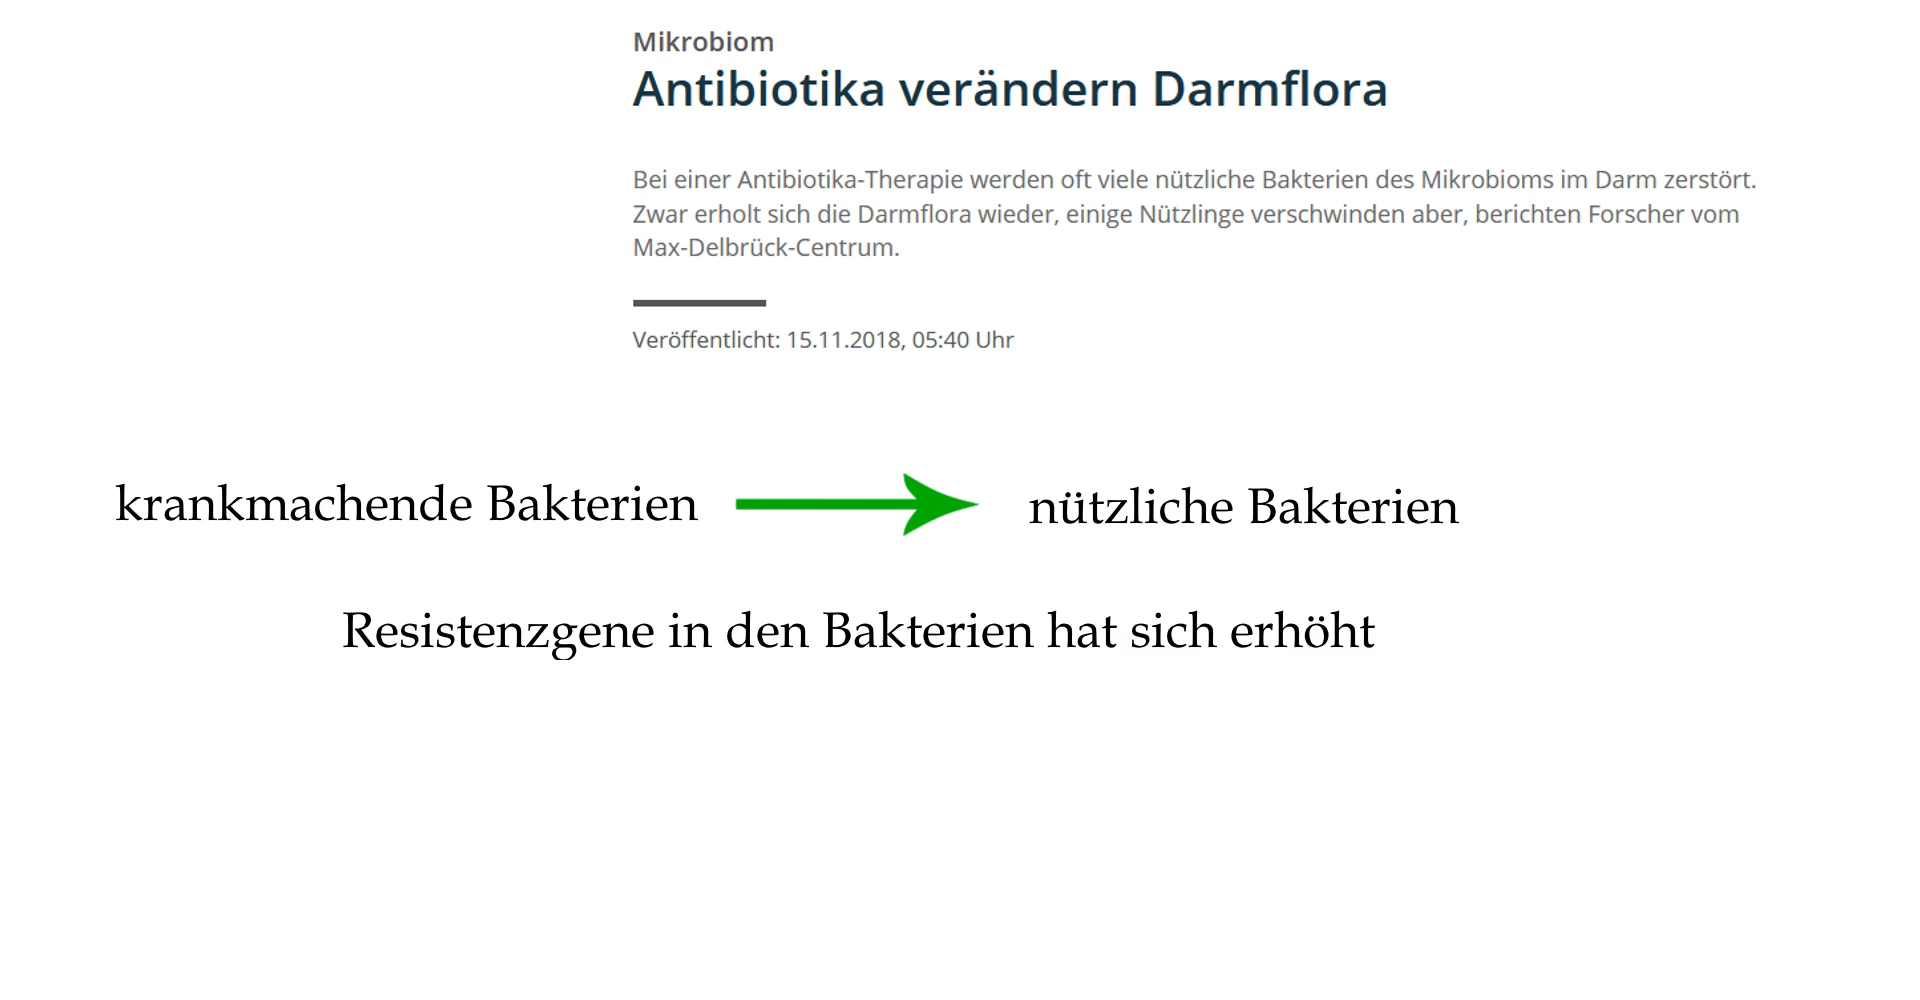 Mikrobiom
Antibiotika verändern Darmflora
Bei einer Antibiotika-Therapie werden oft viele nützliche Bakterien des Mikrobioms im Darm zerstört.
Zwar erholt sich die Darmflora wieder, einige Nützlinge verschwinden aber, berichten Forscher vom
Max-Delbrück-Centrum.
Veröffentlicht: 15.11.2018, 05:40 Uhr
krankmachende Bakterien nützliche Bakterien
Resistenzgene in den Bakterien hat sich erhöht